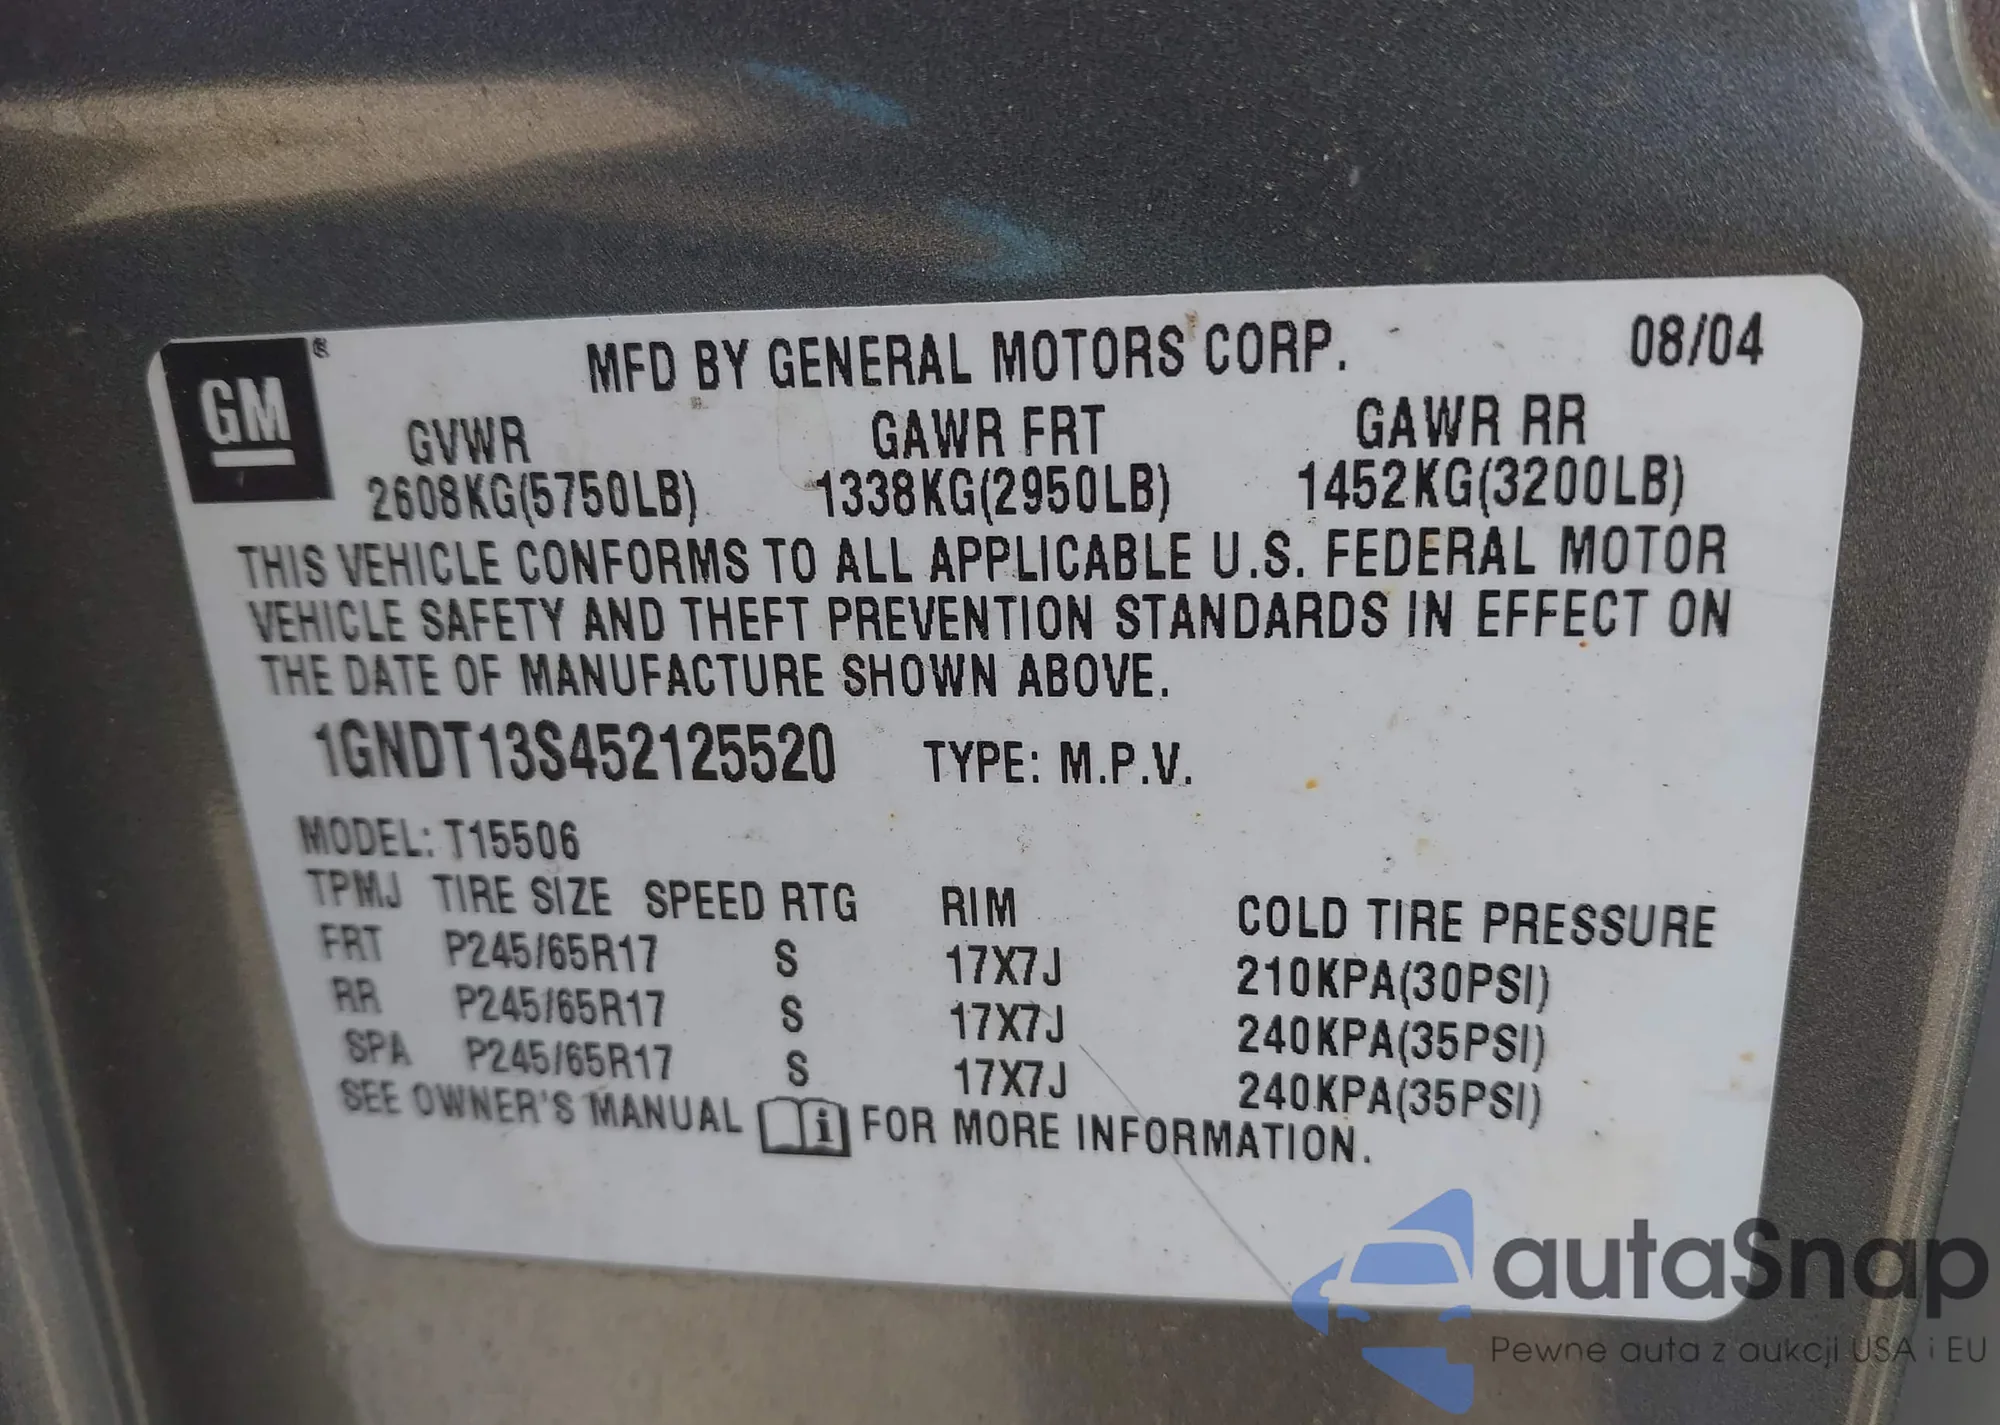 GM ®
MFD BY GENERAL MOTORS CORP. 08/04
GVWR GAWR FRT GAWR RR
2608KG(5750LB) 1338KG(2950LB) 1452KG(3200LB)
THIS VEHICLE CONFORMS TO ALL APPLICABLE U.S. FEDERAL MOTOR
VEHICLE SAFETY AND THEFT PREVENTION STANDARDS IN EFFECT ON
THE DATE OF MANUFACTURE SHOWN ABOVE.
1GNDT13S452125520 TYPE: M.P.V.
MODEL: T15506
TPMJ TIRE SIZE SPEED RTG RIM COLD TIRE PRESSURE
FRT P245/65R17 S 17X7J 210KPA(30PSI)
RR P245/65R17 S 17X7J 240KPA(35PSI)
SPA P245/65R17 S 17X7J 240KPA(35PSI)
SEE OWNER'S MANUAL i FOR MORE INFORMATION.
autaSnap
Pewne auta z aukcji USA i EU